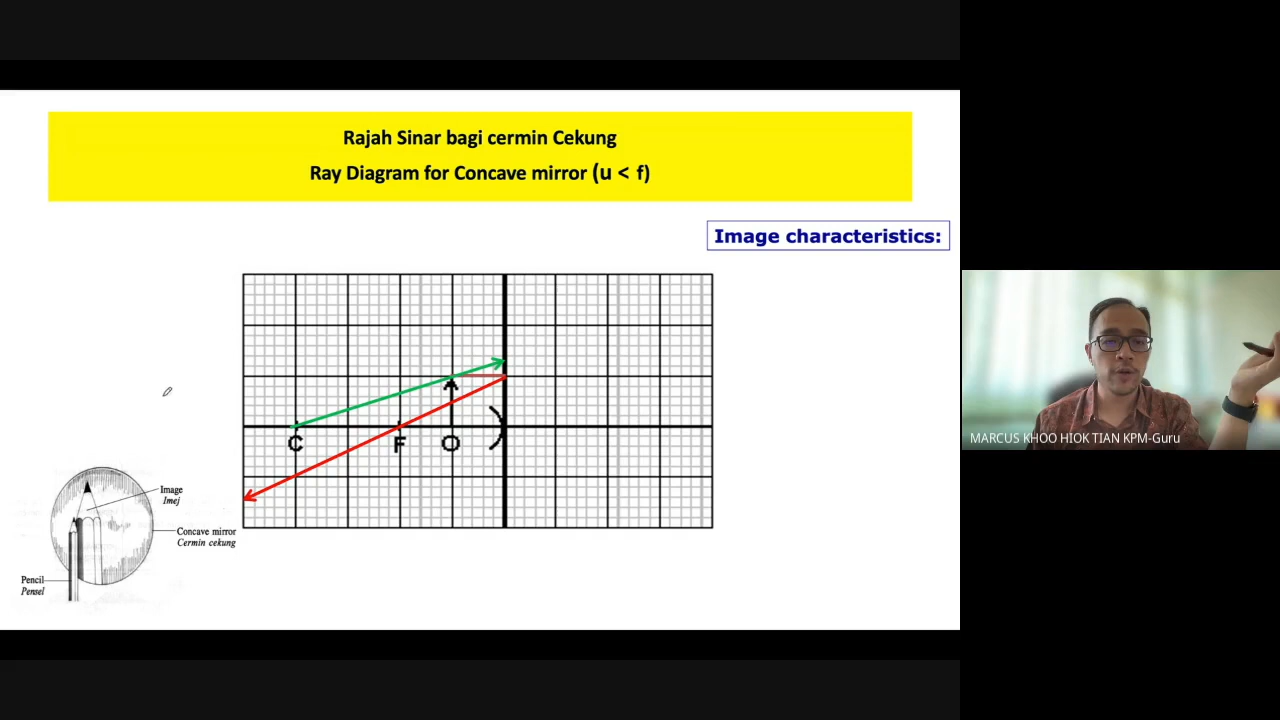 Rajah Sinar bagi cermin Cekung
Ray Diagram for Concave mirror (u < f)
Image characteristics:
C
F
O
Image
Imej
Concave mirror
Cermin cekung
Pencil
Pensel
MARCUS KHOO HIOK TIAN KPM-Guru